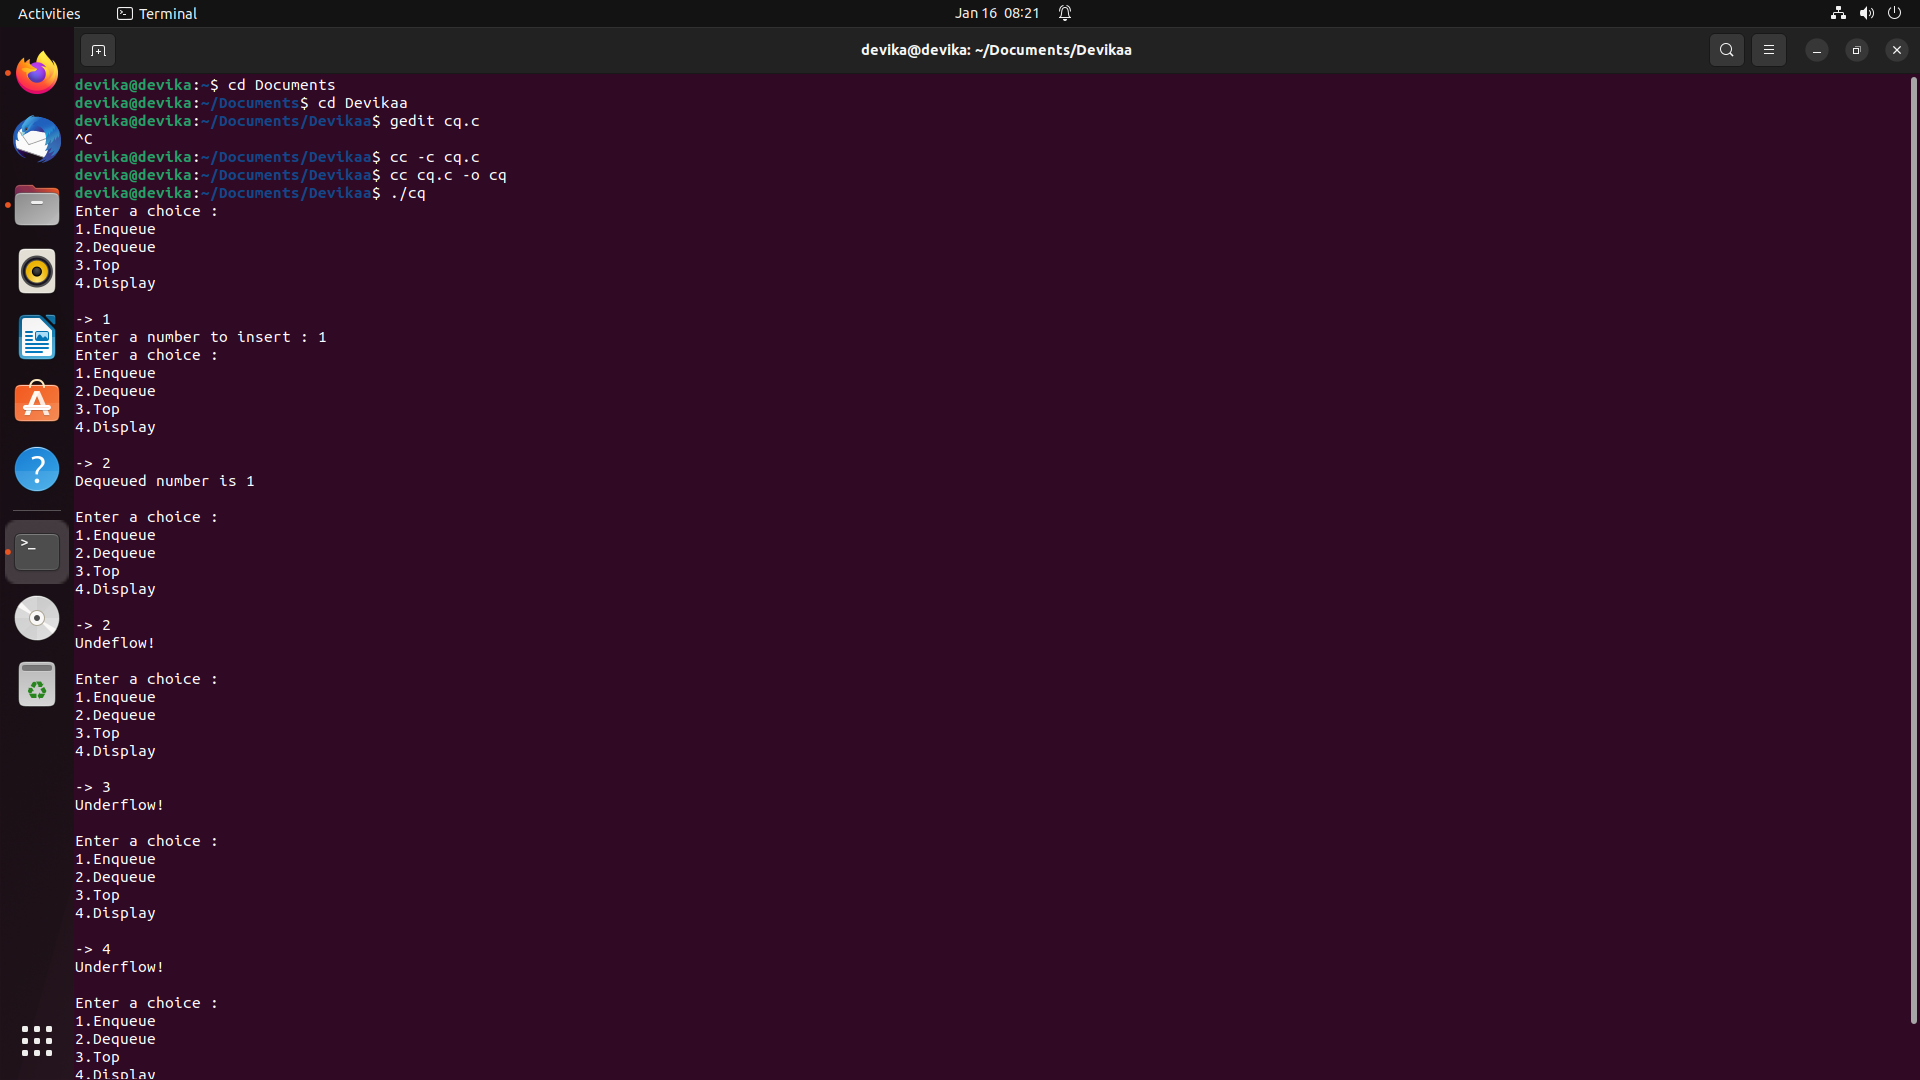 Activities Terminal Jan 16 08:21
devika@devika: ~/Documents/Devikaa
devika@devika:~$ cd Documents
devika@devika:~/Documents$ cd Devikaa
devika@devika:~/Documents/Devikaa$ gedit cq.c
^C
devika@devika:~/Documents/Devikaa$ cc -c cq.c
devika@devika:~/Documents/Devikaa$ cc cq.c -o cq
devika@devika:~/Documents/Devikaa$ ./cq
Enter a choice :
1.Enqueue
2.Dequeue
3.Top
4.Display
-> 1
Enter a number to insert : 1
Enter a choice :
1.Enqueue
2.Dequeue
3.Top
4.Display
-> 2
Dequeued number is 1
Enter a choice :
1.Enqueue
2.Dequeue
3.Top
4.Display
-> 2
Undeflow!
Enter a choice :
1.Enqueue
2.Dequeue
3.Top
4.Display
-> 3
Underflow!
Enter a choice :
1.Enqueue
2.Dequeue
3.Top
4.Display
-> 4
Underflow!
Enter a choice :
1.Enqueue
2.Dequeue
3.Top
4.Display